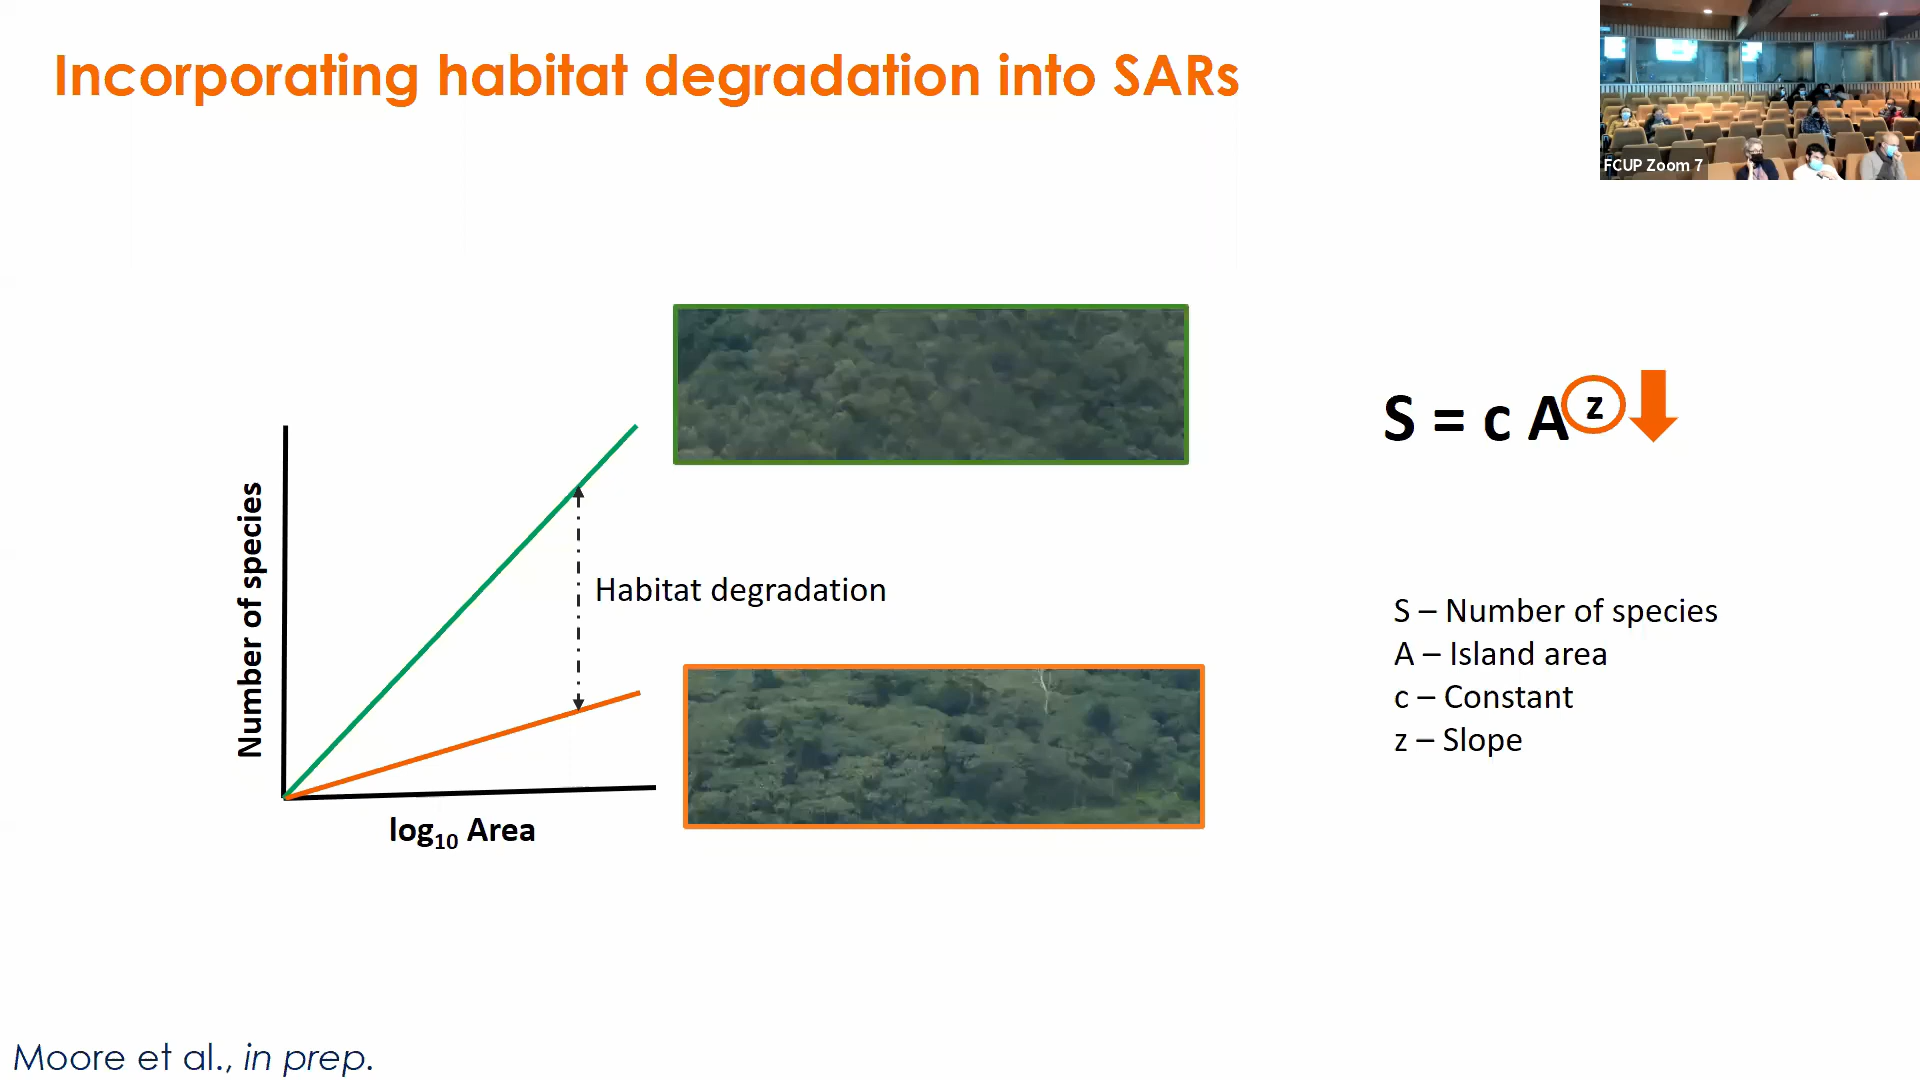 Incorporating habitat degradation into SARs
FCUP Zoom 7
S = c A z
Number of species
Habitat degradation
log10 Area
S – Number of species
A – Island area
c – Constant
z – Slope
Moore et al., in prep.